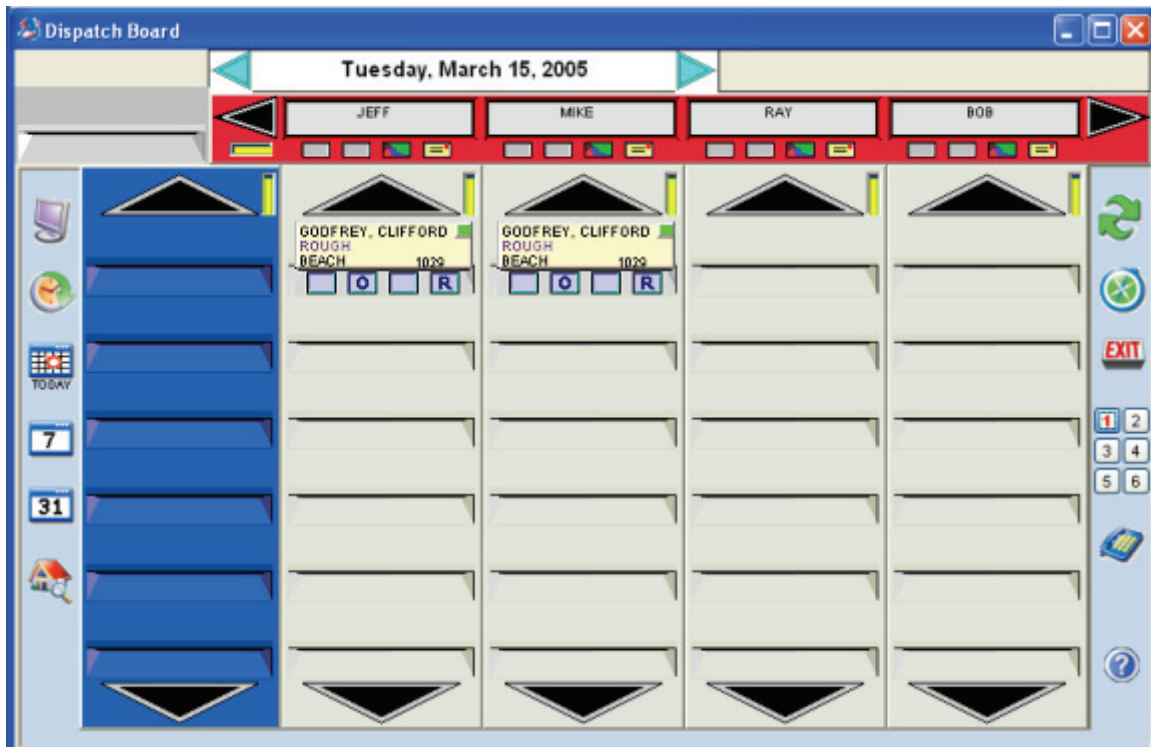 Dispatch Board
Tuesday, March 15, 2005
JEFF MIKE RAY BOB
GODFREY, CLIFFORD
ROUGH
BEACH 1029
O R
GODFREY, CLIFFORD
ROUGH
BEACH 1029
O R
TODAY
7
31
EXIT
1 2
3 4
5 6
?